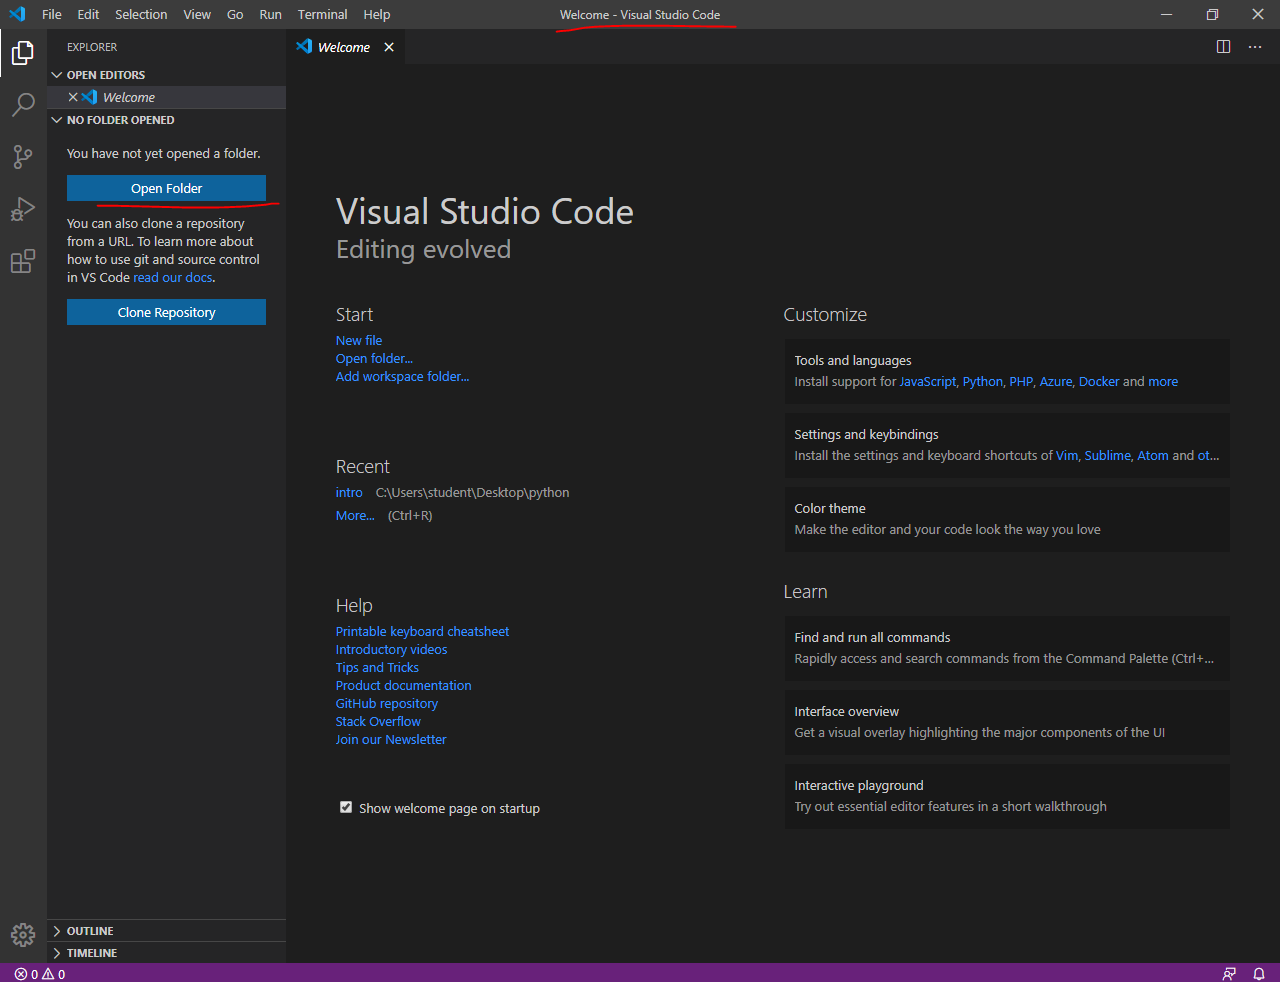 File Edit Selection View Go Run Terminal Help
Welcome - Visual Studio Code
EXPLORER
OPEN EDITORS
Welcome
NO FOLDER OPENED
You have not yet opened a folder.
Open Folder
You can also clone a repository
from a URL. To learn more about
how to use git and source control
in VS Code read our docs.
Clone Repository
OUTLINE
TIMELINE
Welcome
Visual Studio Code
Editing evolved
Start
New file
Open folder...
Add workspace folder...
Recent
intro C:\Users\student\Desktop\python
More... (Ctrl+R)
Help
Printable keyboard cheatsheet
Introductory videos
Tips and Tricks
Product documentation
GitHub repository
Stack Overflow
Join our Newsletter
Show welcome page on startup
Customize
Tools and languages
Install support for JavaScript, Python, PHP, Azure, Docker and more
Settings and keybindings
Install the settings and keyboard shortcuts of Vim, Sublime, Atom and ot...
Color theme
Make the editor and your code look the way you love
Learn
Find and run all commands
Rapidly access and search commands from the Command Palette (Ctrl+...
Interface overview
Get a visual overlay highlighting the major components of the UI
Interactive playground
Try out essential editor features in a short walkthrough
0 0